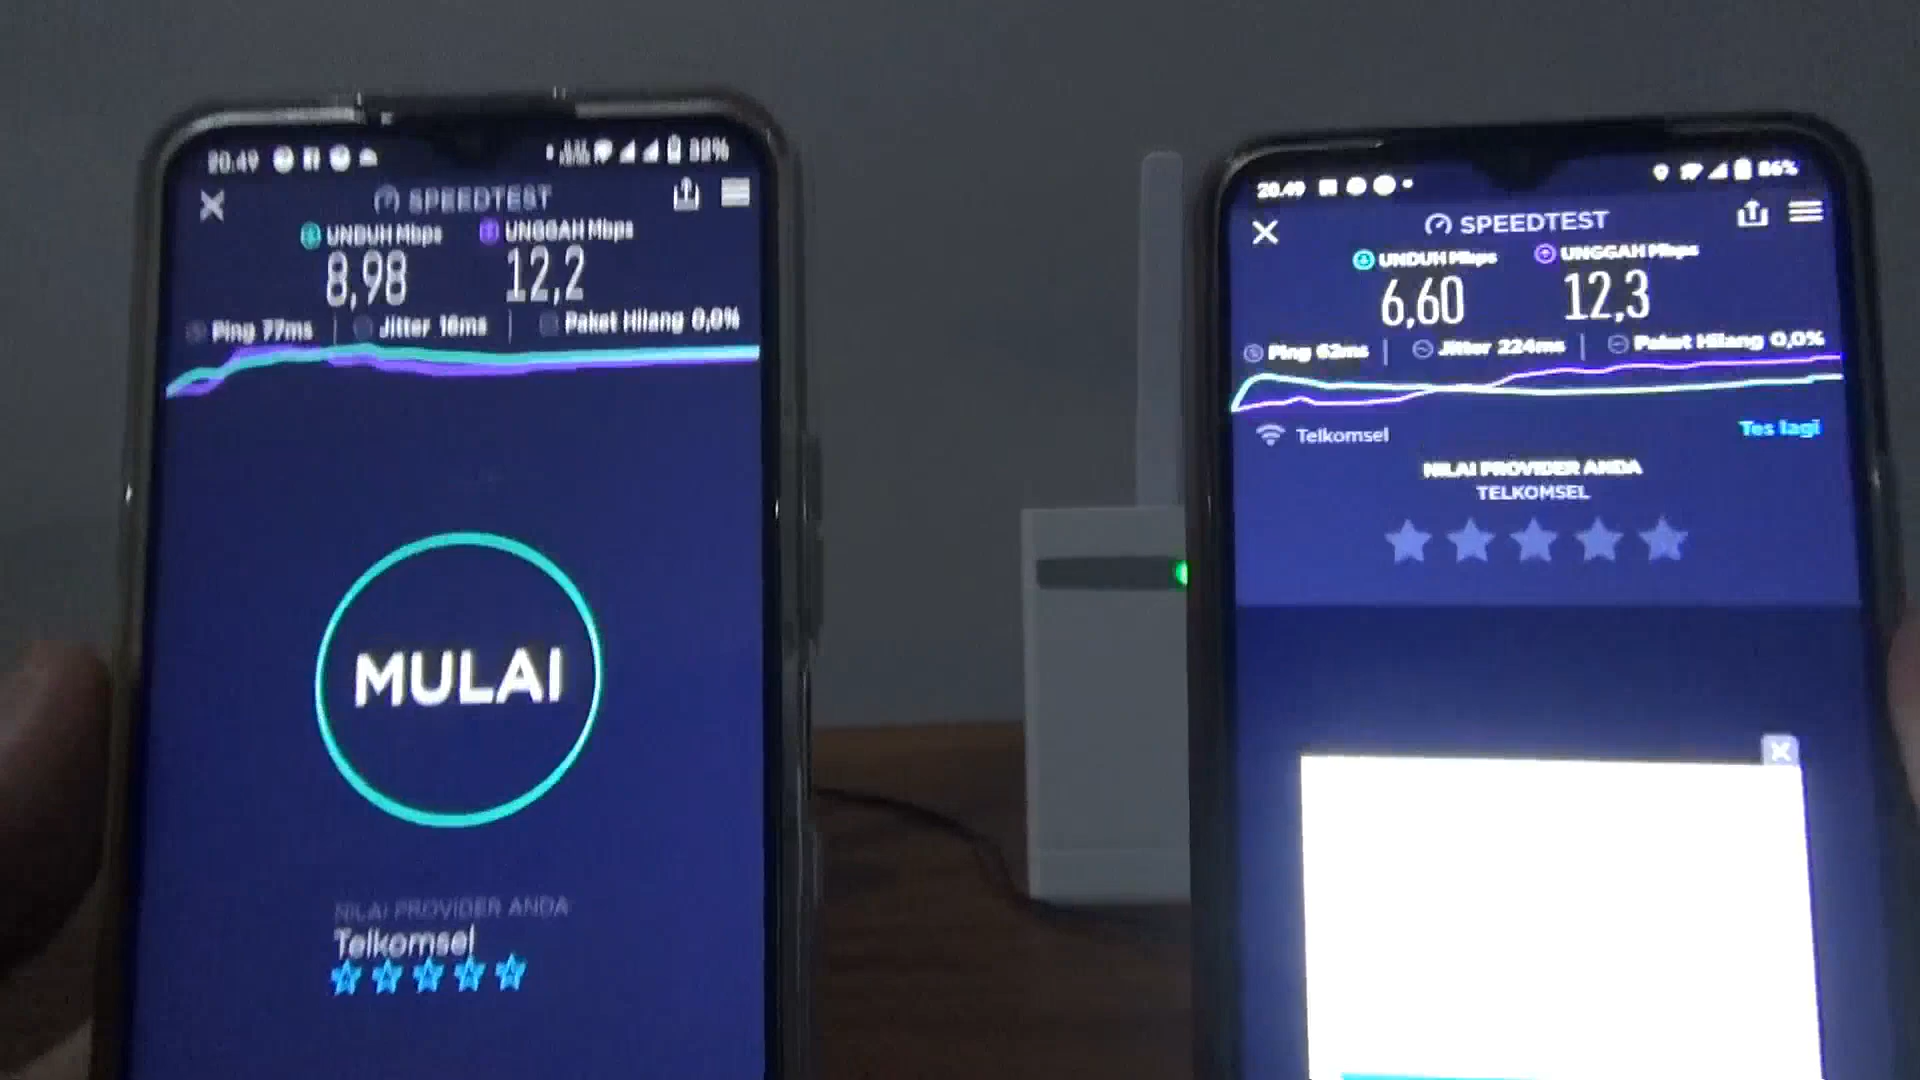 20.49
32%
SPEEDTEST
UNDUH Mbps UNGGAH Mbps
8,98 12,2
Ping 77ms Jitter 16ms Paket Hilang 0,0%
MULAI
NILAI PROVIDER ANDA
Telkomsel
20.49
86%
SPEEDTEST
UNDUH Mbps UNGGAH Mbps
6,60 12,3
Ping 62ms Jitter 224ms Paket Hilang 0,0%
Telkomsel Tes lagi
NILAI PROVIDER ANDA
TELKOMSEL